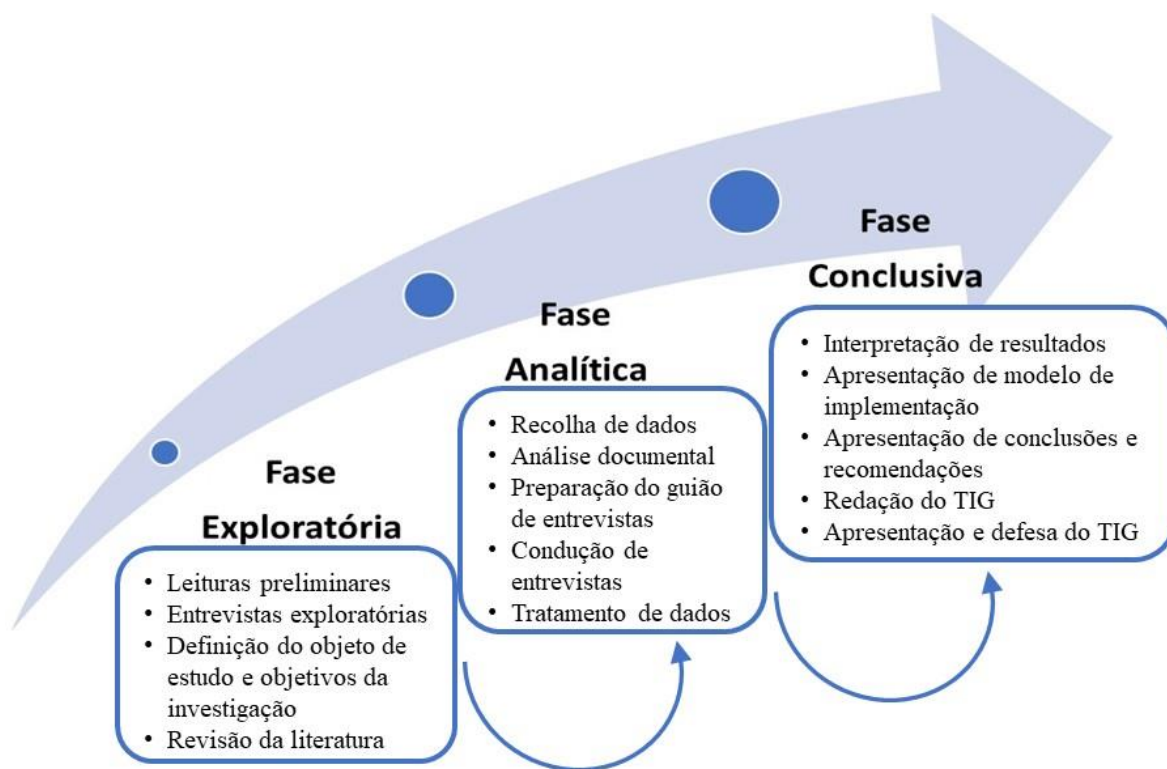 Fase
Exploratória
• Leituras preliminares
• Entrevistas exploratórias
• Definição do objeto de
estudo e objetivos da
investigação
• Revisão da literatura
Fase
Analítica
• Recolha de dados
• Análise documental
• Preparação do guião
de entrevistas
• Condução de
entrevistas
• Tratamento de dados
Fase
Conclusiva
• Interpretação de resultados
• Apresentação de modelo de
implementação
• Apresentação de conclusões e
recomendações
• Redação do TIG
• Apresentação e defesa do TIG